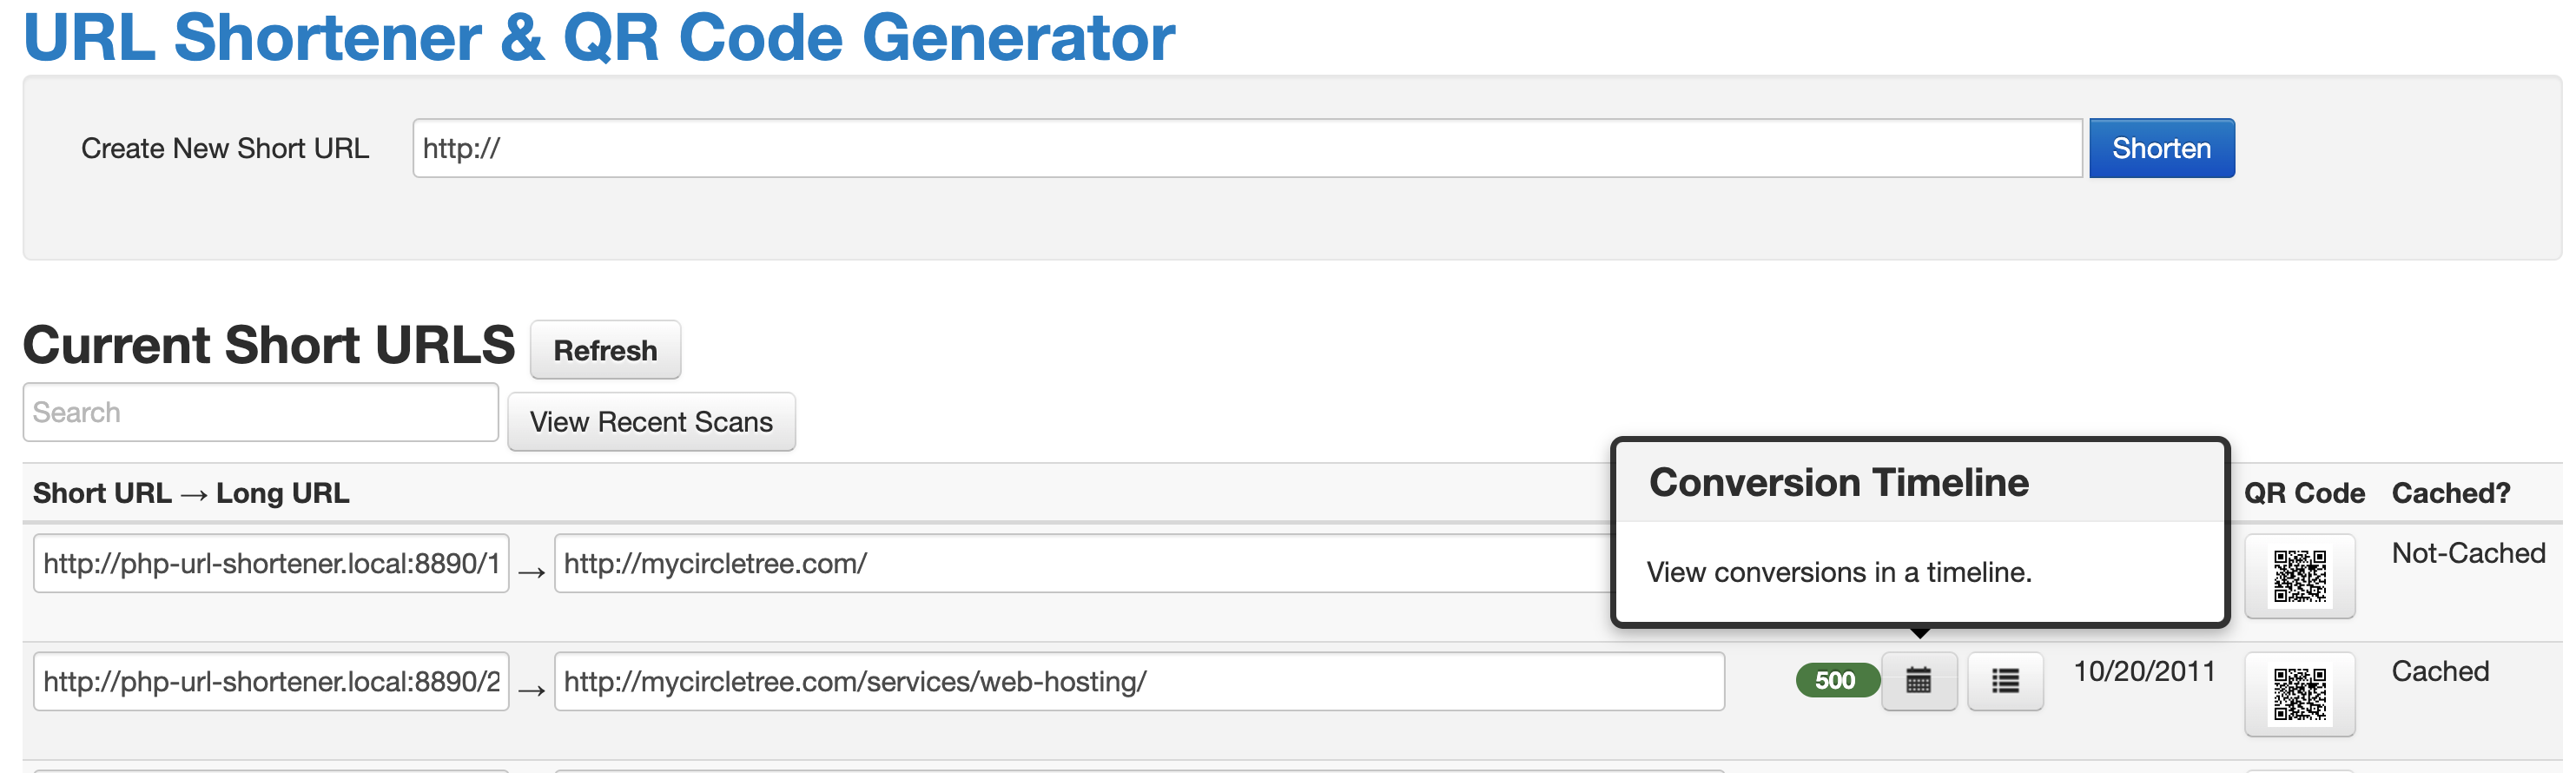 URL Shortener & QR Code Generator
Create New Short URL
http://
Shorten
Current Short URLS
Refresh
Search
View Recent Scans
Short URL → Long URL
QR Code
Cached?
Conversion Timeline
View conversions in a timeline.
http://php-url-shortener.local:8890/1
→
http://mycircletree.com/
Not-Cached
http://php-url-shortener.local:8890/2
→
http://mycircletree.com/services/web-hosting/
500
10/20/2011
Cached